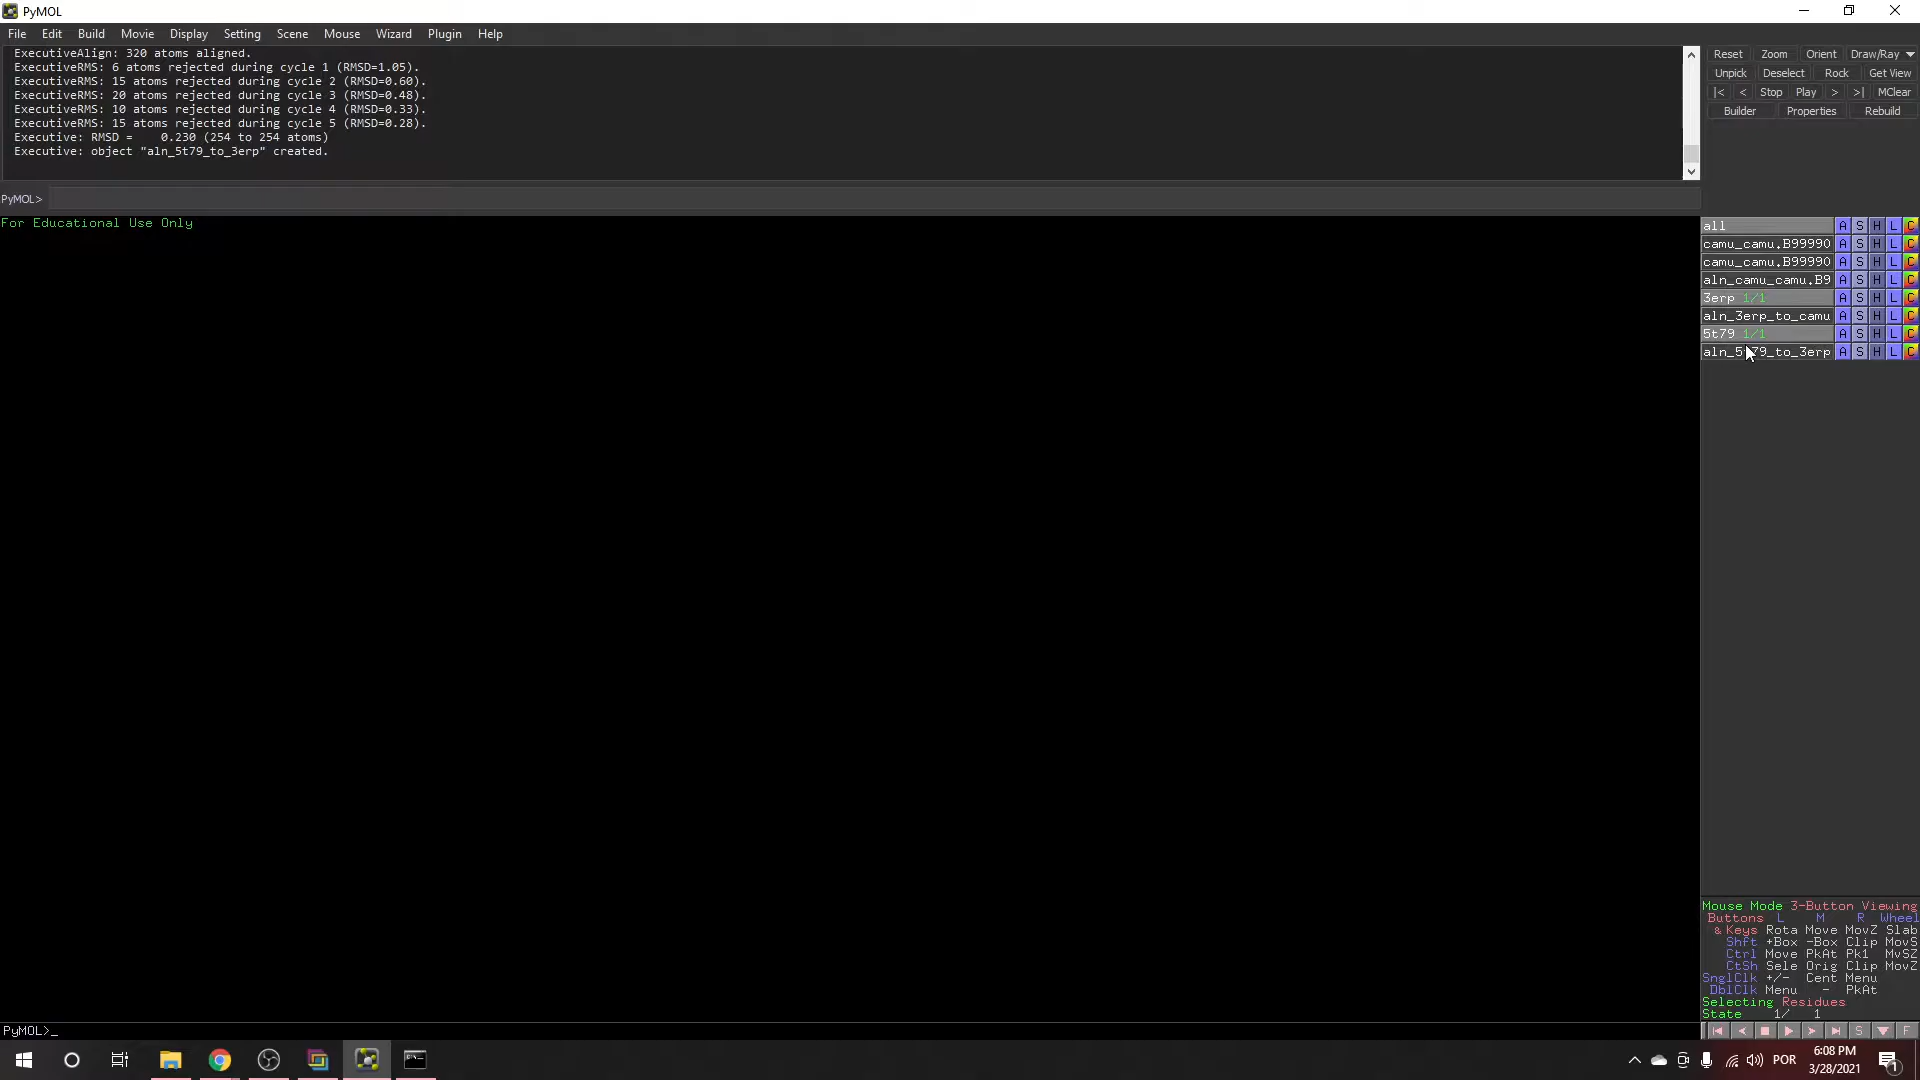 PyMOL
File Edit Build Movie Display Setting Scene Mouse Wizard Plugin Help
ExecutiveAlign: 320 atoms aligned.
ExecutiveRMS: 6 atoms rejected during cycle 1 (RMSD=1.05).
ExecutiveRMS: 15 atoms rejected during cycle 2 (RMSD=0.60).
ExecutiveRMS: 20 atoms rejected during cycle 3 (RMSD=0.48).
ExecutiveRMS: 10 atoms rejected during cycle 4 (RMSD=0.33).
ExecutiveRMS: 15 atoms rejected during cycle 5 (RMSD=0.28).
Executive: RMSD = 0.230 (254 to 254 atoms)
Executive: object "aln_5t79_to_3erp" created.
PyMOL>
Reset Zoom Orient Draw/Ray
Unpick Deselect Rock Get View
|< < Stop Play > >| MClear
Builder Properties Rebuild
For Educational Use Only
all A S H L C
camu_camu.B99990 A S H L C
camu_camu.B99990 A S H L C
aln_camu_camu.B9 A S H L C
3erp 1/1 A S H L C
aln_3erp_to_camu A S H L C
5t79 1/1 A S H L C
aln_5t79_to_3erp A S H L C
Mouse Mode 3-Button Viewing
Buttons L M R Wheel
& Keys Rota Move MovZ Slab
Shft +Box -Box Clip MovS
Ctrl Move PkAt Pk1 MvSZ
CtSh Sele Orig Clip MovZ
SnglClk +/- Cent Menu
DblClk Menu - PkAt
Selecting Residues
State 1/ 1
PyMOL>_
S F
POR
6:08 PM
3/28/2021
1